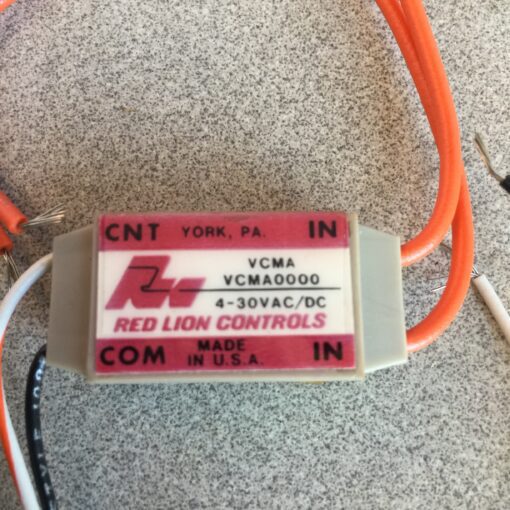 CNT YORK, PA. IN
VCMA
VCMA0000
4-30VAC/DC
RED LION CONTROLS
COM MADE IN U.S.A. IN